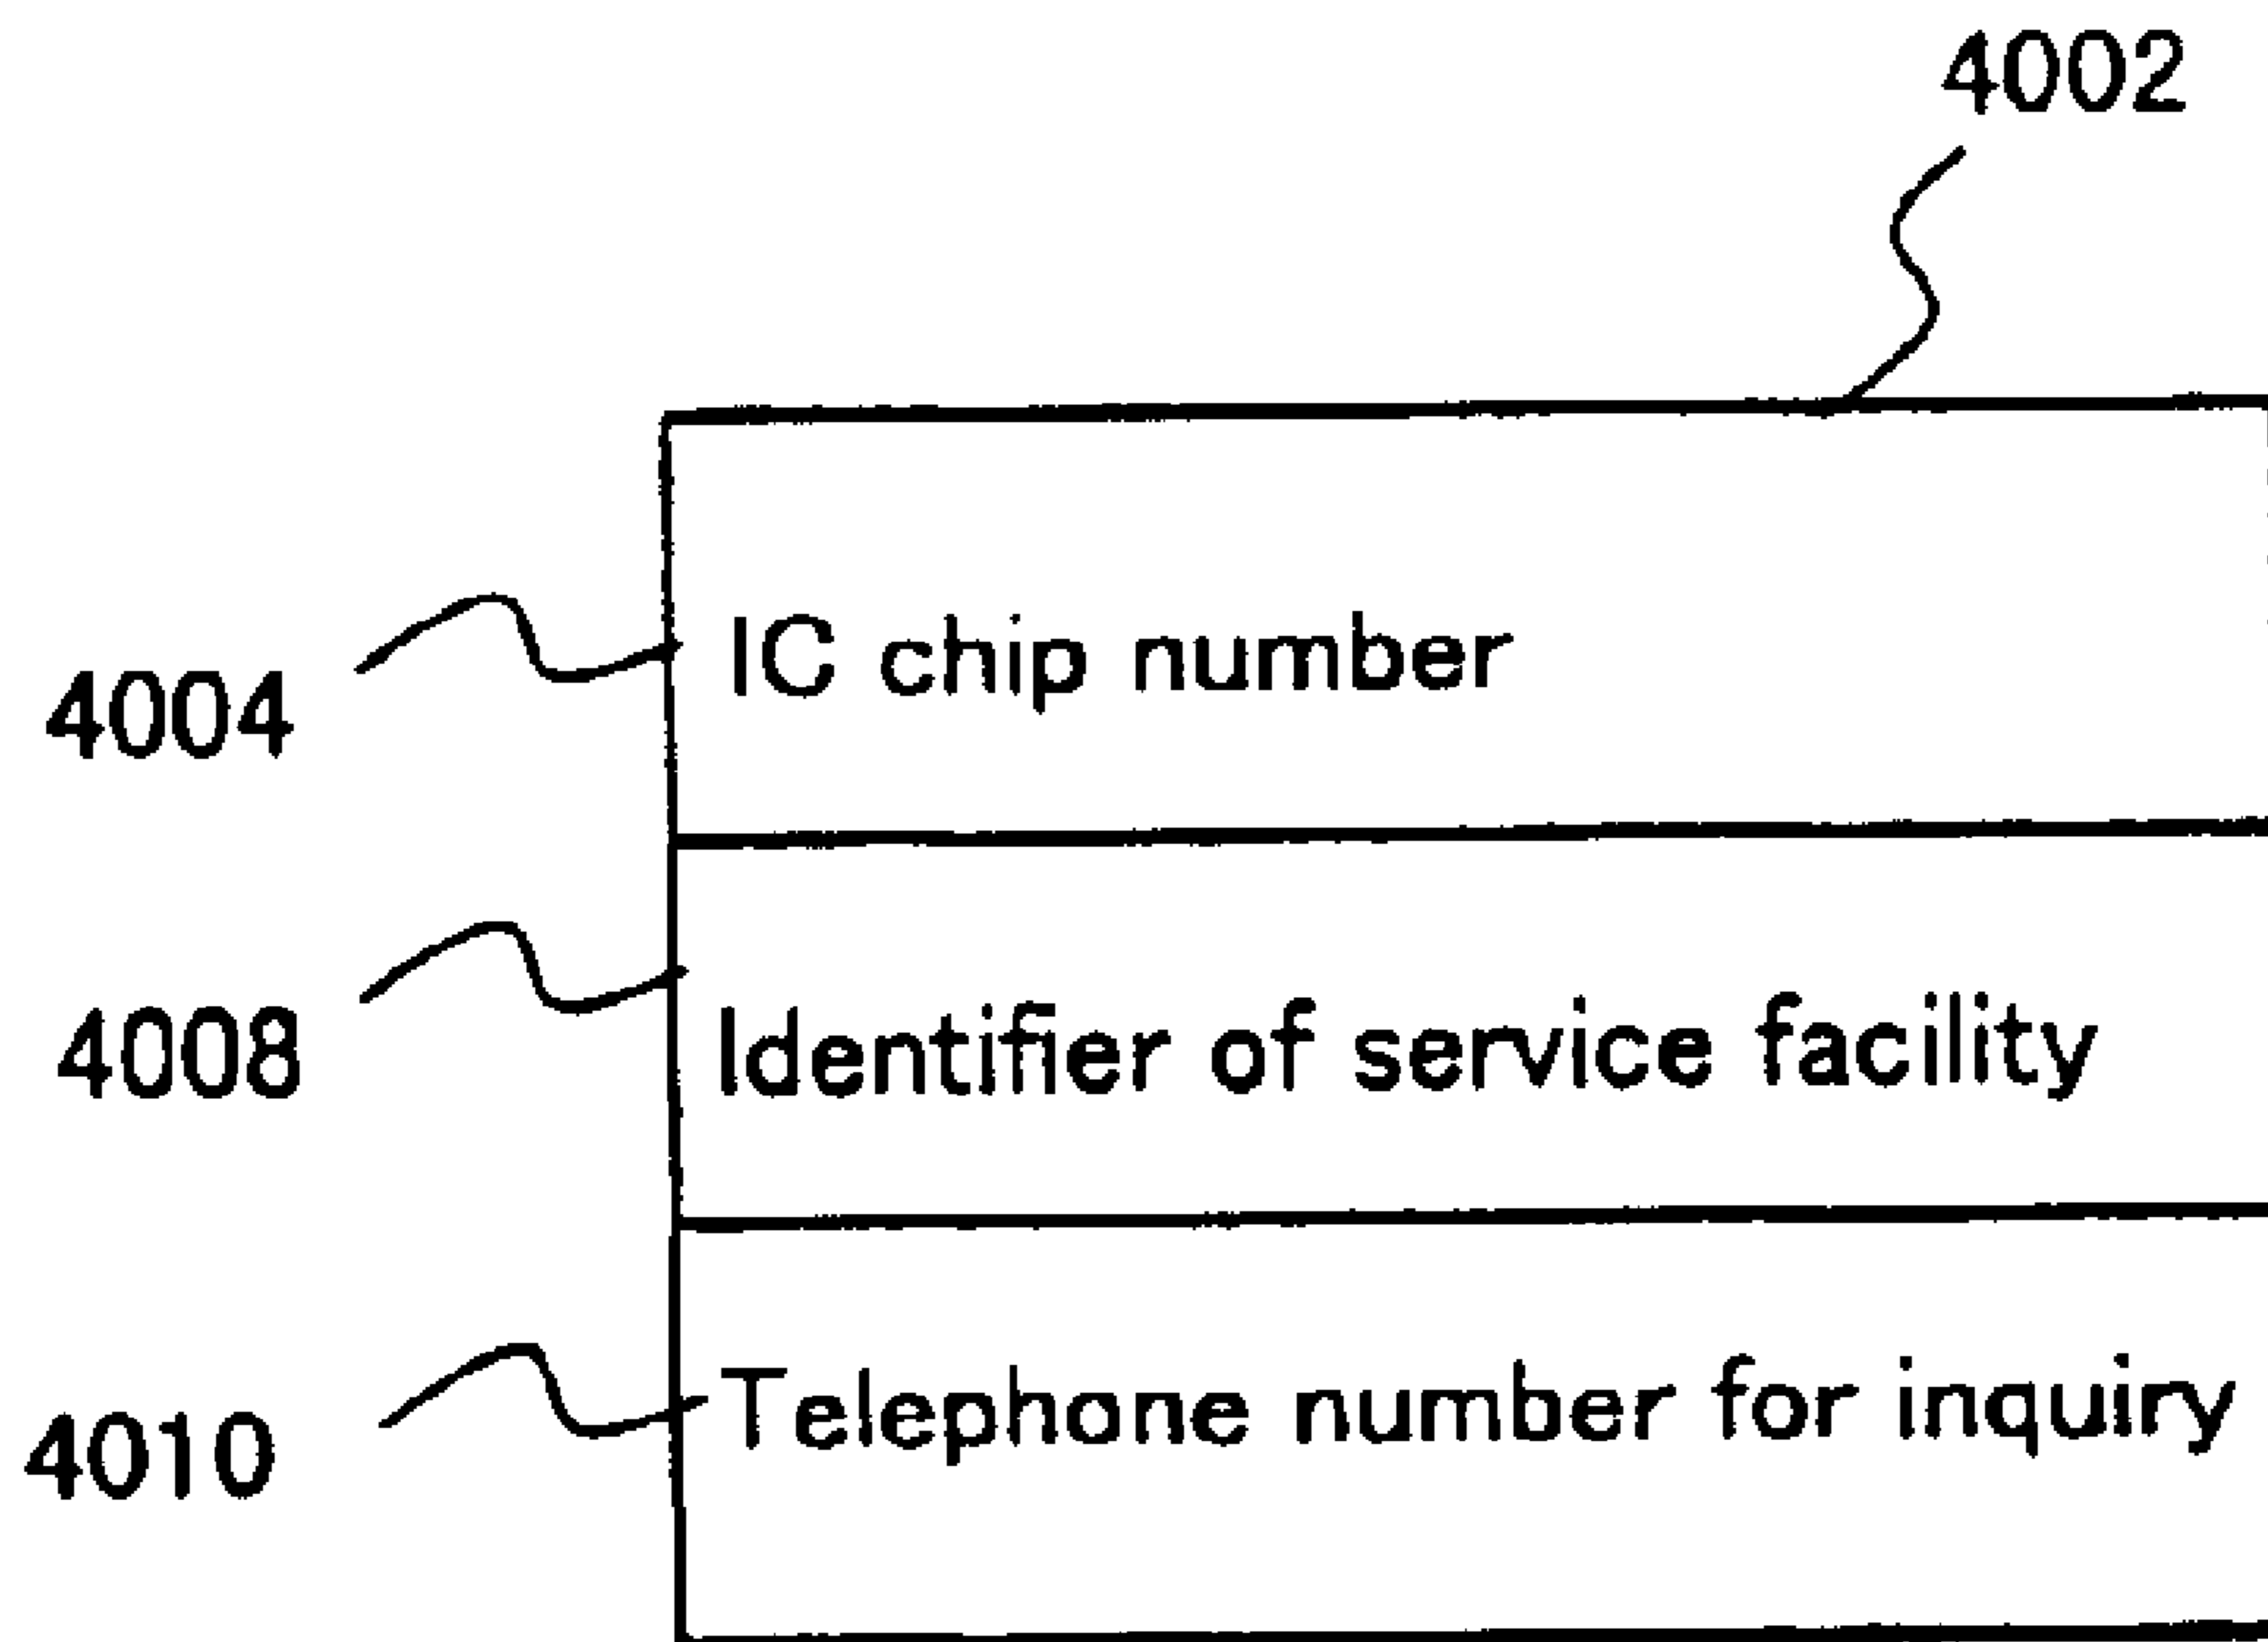 4002
IC chip number
4004
Identifier of service facility
4008
Telephone number for inquiry
4010